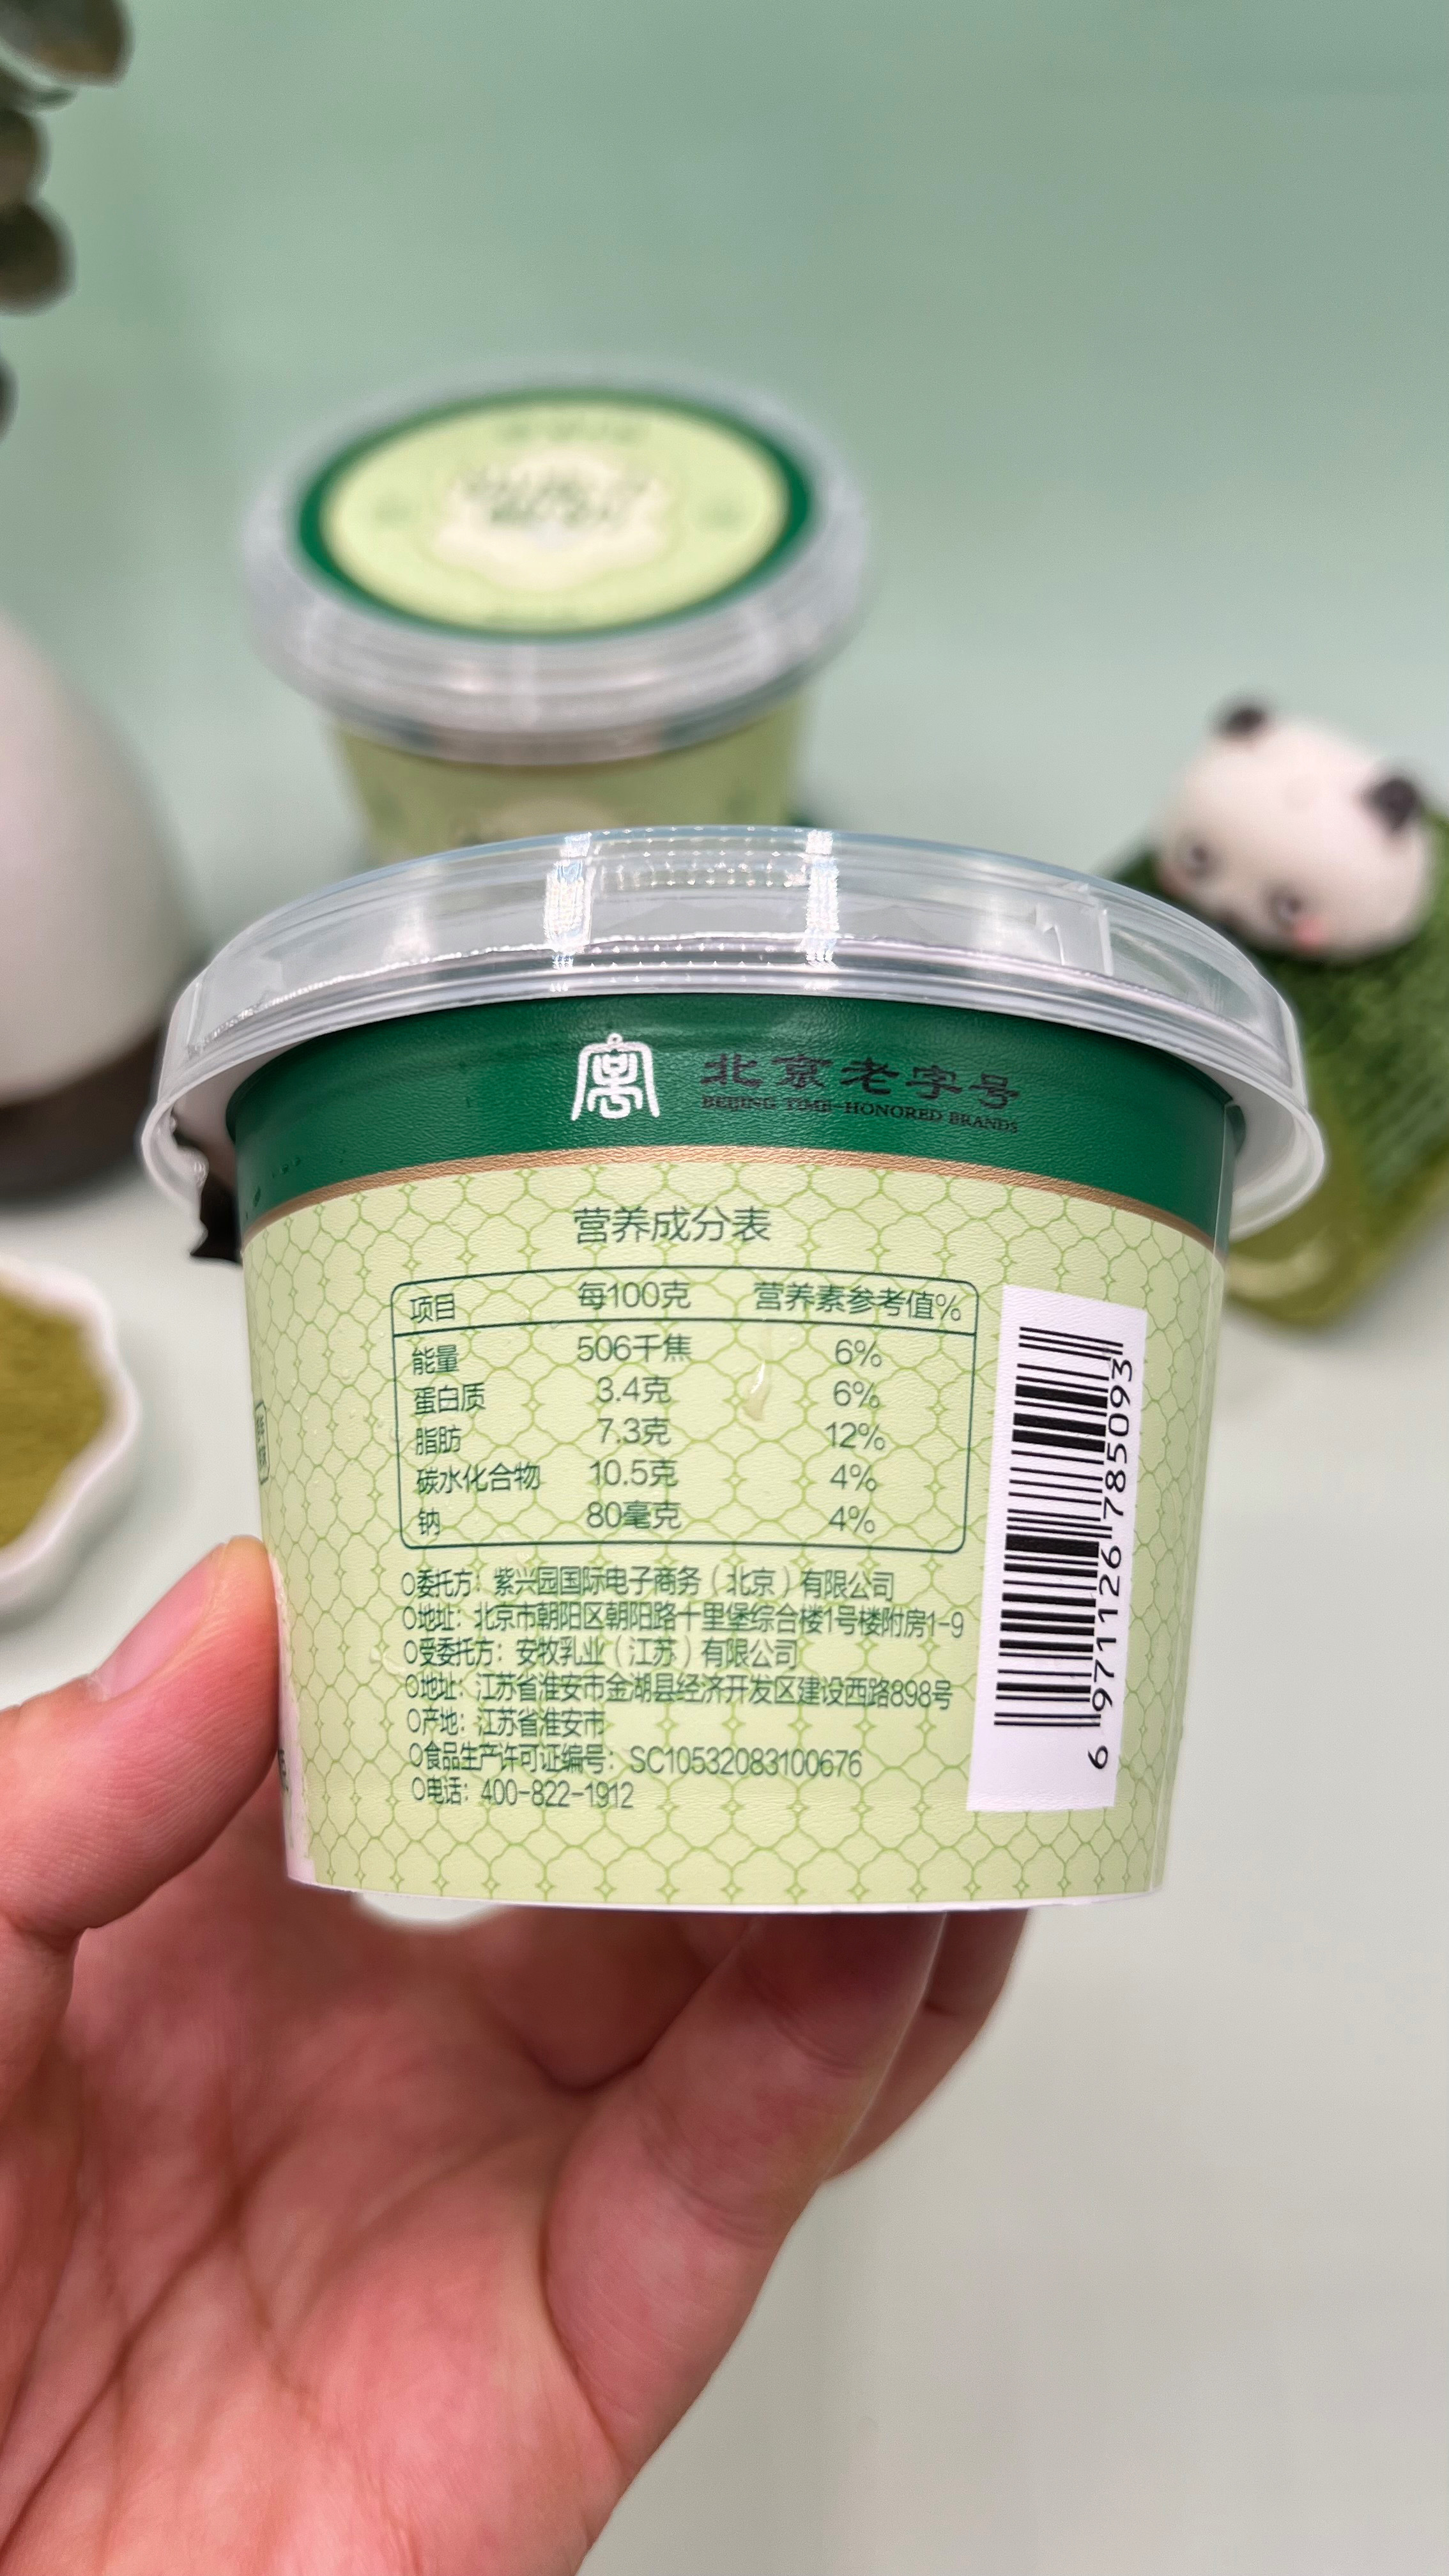 北京老字号
BEIJING TIME-HONORED BRANDS
营养成分表
项目 每100克 营养素参考值%
能量 506千焦 6%
蛋白质 3.4克 6%
脂肪 7.3克 12%
碳水化合物 10.5克 4%
钠 80毫克 4%
○委托方：紫兴园国际电子商务（北京）有限公司
○地址：北京市朝阳区朝阳路十里堡综合楼1号楼附房1-9
○受委托方：安牧乳业（江苏）有限公司
○地址：江苏省淮安市金湖县经济开发区建设西路898号
○产地：江苏省淮安市
○食品生产许可证编号：SC10532083100676
○电话：400-822-1912
6 971126 785093